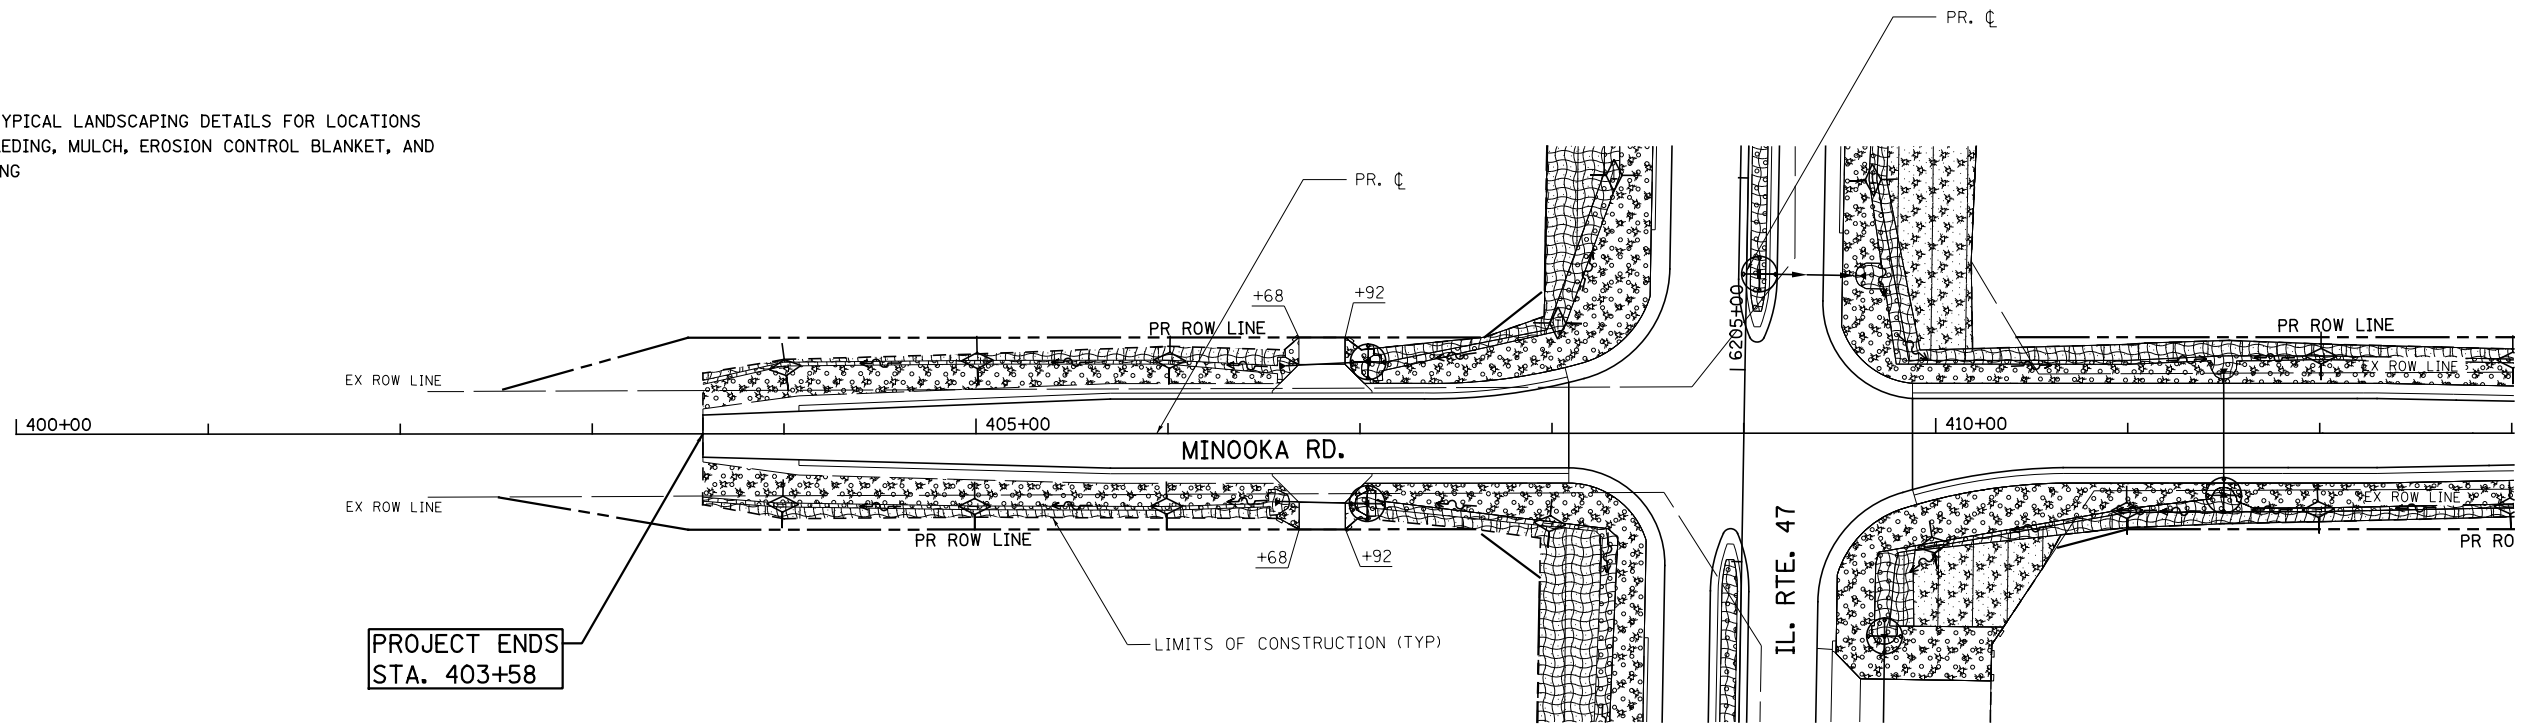 PR. ℄
YPICAL LANDSCAPING DETAILS FOR LOCATIONS
EDING, MULCH, EROSION CONTROL BLANKET, AND
NG
PR. ℄
+68
+92
16205+00
PR ROW LINE
PR ROW LINE
EX ROW LINE
EX ROW LINE
400+00
405+00
410+00
MINOOKA RD.
EX ROW LINE
EX ROW LINE
PR ROW LINE
PR RO
+68
+92
IL. RTE. 47
PROJECT ENDS
STA. 403+58
LIMITS OF CONSTRUCTION (TYP)